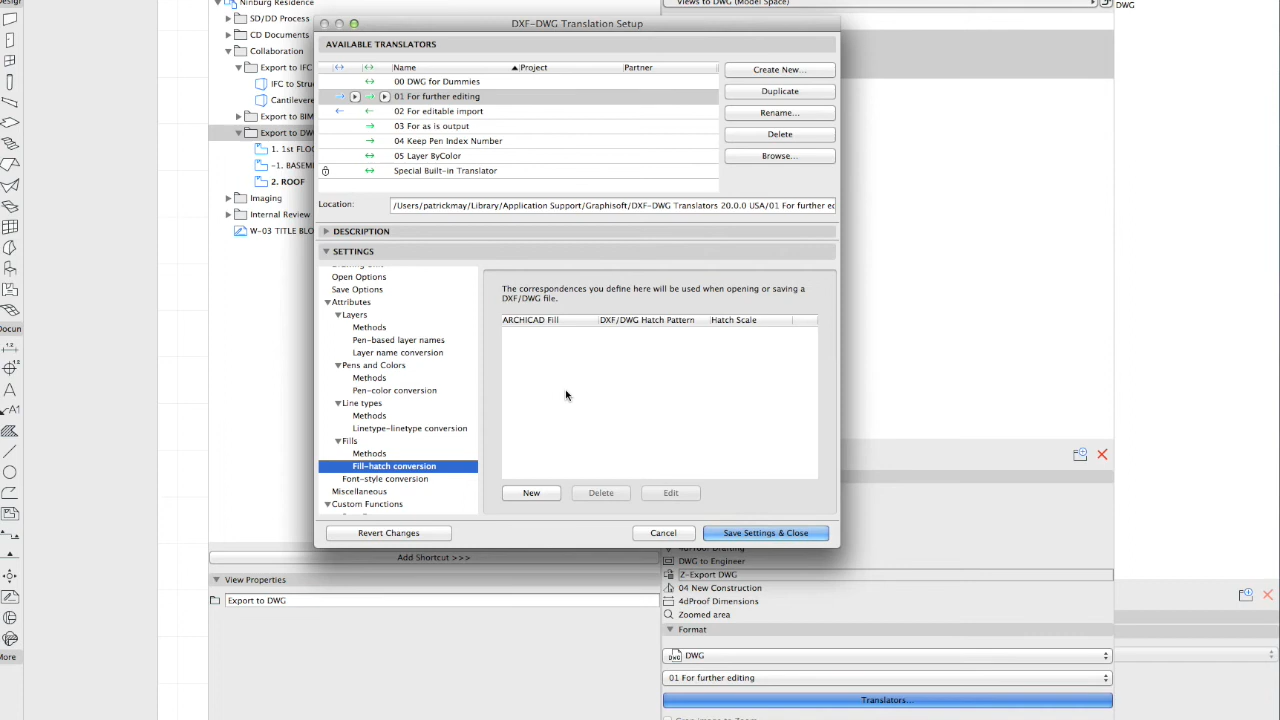 Design
Ninburg Residence
Views to DWG (Model Space)
DWG
SD/DD Process
CD Documents
Collaboration
Export to IFC
IFC to Struc
Cantilevere
Export to BIM
Export to DW
1. 1st FLOO
-1. BASEM
2. ROOF
Imaging
Internal Review
W-03 TITLE BLO
Docun
More
DXF-DWG Translation Setup
AVAILABLE TRANSLATORS
Name Project Partner
00 DWG for Dummies
01 For further editing
02 For editable import
03 For as is output
04 Keep Pen Index Number
05 Layer ByColor
Special Built-in Translator
Create New...
Duplicate
Rename...
Delete
Browse...
Location: /Users/patrickmay/Library/Application Support/Graphisoft/DXF-DWG Translators 20.0.0 USA/01 For further ec
DESCRIPTION
SETTINGS
Open Options
Save Options
Attributes
Layers
Methods
Pen-based layer names
Layer name conversion
Pens and Colors
Methods
Pen-color conversion
Line types
Methods
Linetype-linetype conversion
Fills
Methods
Fill-hatch conversion
Font-style conversion
Miscellaneous
Custom Functions
The correspondences you define here will be used when opening or saving a
DXF/DWG file.
ARCHICAD Fill DXF/DWG Hatch Pattern Hatch Scale
New Delete Edit
Revert Changes Cancel Save Settings & Close
Add Shortcut >>>
View Properties
Export to DWG
4dProof Drafting
DWG to Engineer
Z-Export DWG
04 New Construction
4dProof Dimensions
Zoomed area
Format
DWG
01 For further editing
Translators...